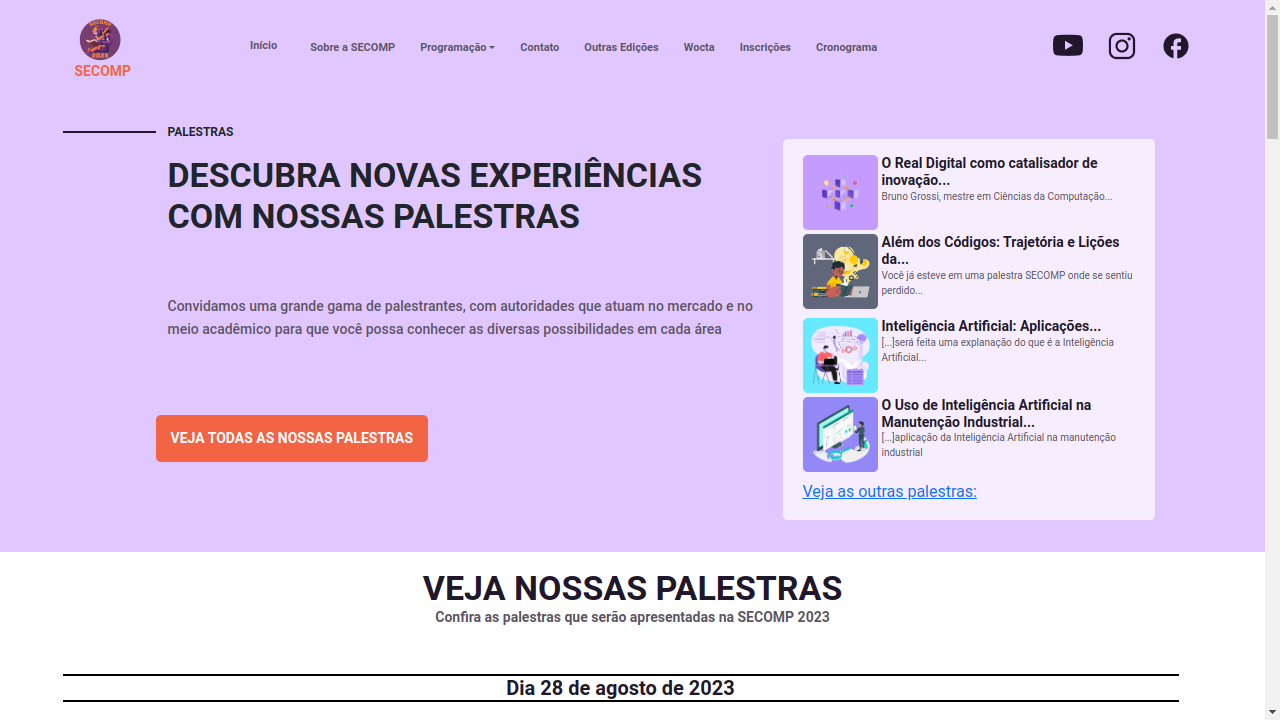 SECOMP
2023
SECOMP
Início
Sobre a SECOMP
Programação
Contato
Outras Edições
Wocta
Inscrições
Cronograma
PALESTRAS
DESCUBRA NOVAS EXPERIÊNCIAS
COM NOSSAS PALESTRAS
Convidamos uma grande gama de palestrantes, com autoridades que atuam no mercado e no
meio acadêmico para que você possa conhecer as diversas possibilidades em cada área
VEJA TODAS AS NOSSAS PALESTRAS
O Real Digital como catalisador de
inovação...
Bruno Grossi, mestre em Ciências da Computação...
Além dos Códigos: Trajetória e Lições
da...
Você já esteve em uma palestra SECOMP onde se sentiu
perdido...
Inteligência Artificial: Aplicações...
[...]será feita uma explanação do que é a Inteligência
Artificial...
O Uso de Inteligência Artificial na
Manutenção Industrial...
[...]aplicação da Inteligência Artificial na manutenção
industrial
Veja as outras palestras:
VEJA NOSSAS PALESTRAS
Confira as palestras que serão apresentadas na SECOMP 2023
Dia 28 de agosto de 2023